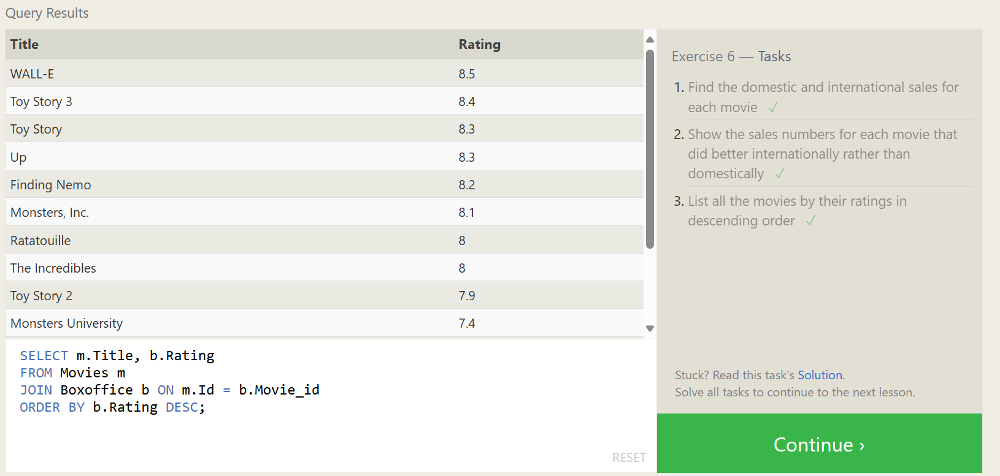 Query Results
Title Rating
WALL-E 8.5
Toy Story 3 8.4
Toy Story 8.3
Up 8.3
Finding Nemo 8.2
Monsters, Inc. 8.1
Ratatouille 8
The Incredibles 8
Toy Story 2 7.9
Monsters University 7.4
SELECT m.Title, b.Rating
FROM Movies m
JOIN Boxoffice b ON m.Id = b.Movie_id
ORDER BY b.Rating DESC;
RESET
Exercise 6 — Tasks
1. Find the domestic and international sales for
each movie ✓
2. Show the sales numbers for each movie that
did better internationally rather than
domestically ✓
3. List all the movies by their ratings in
descending order ✓
Stuck? Read this task's Solution.
Solve all tasks to continue to the next lesson.
Continue ›